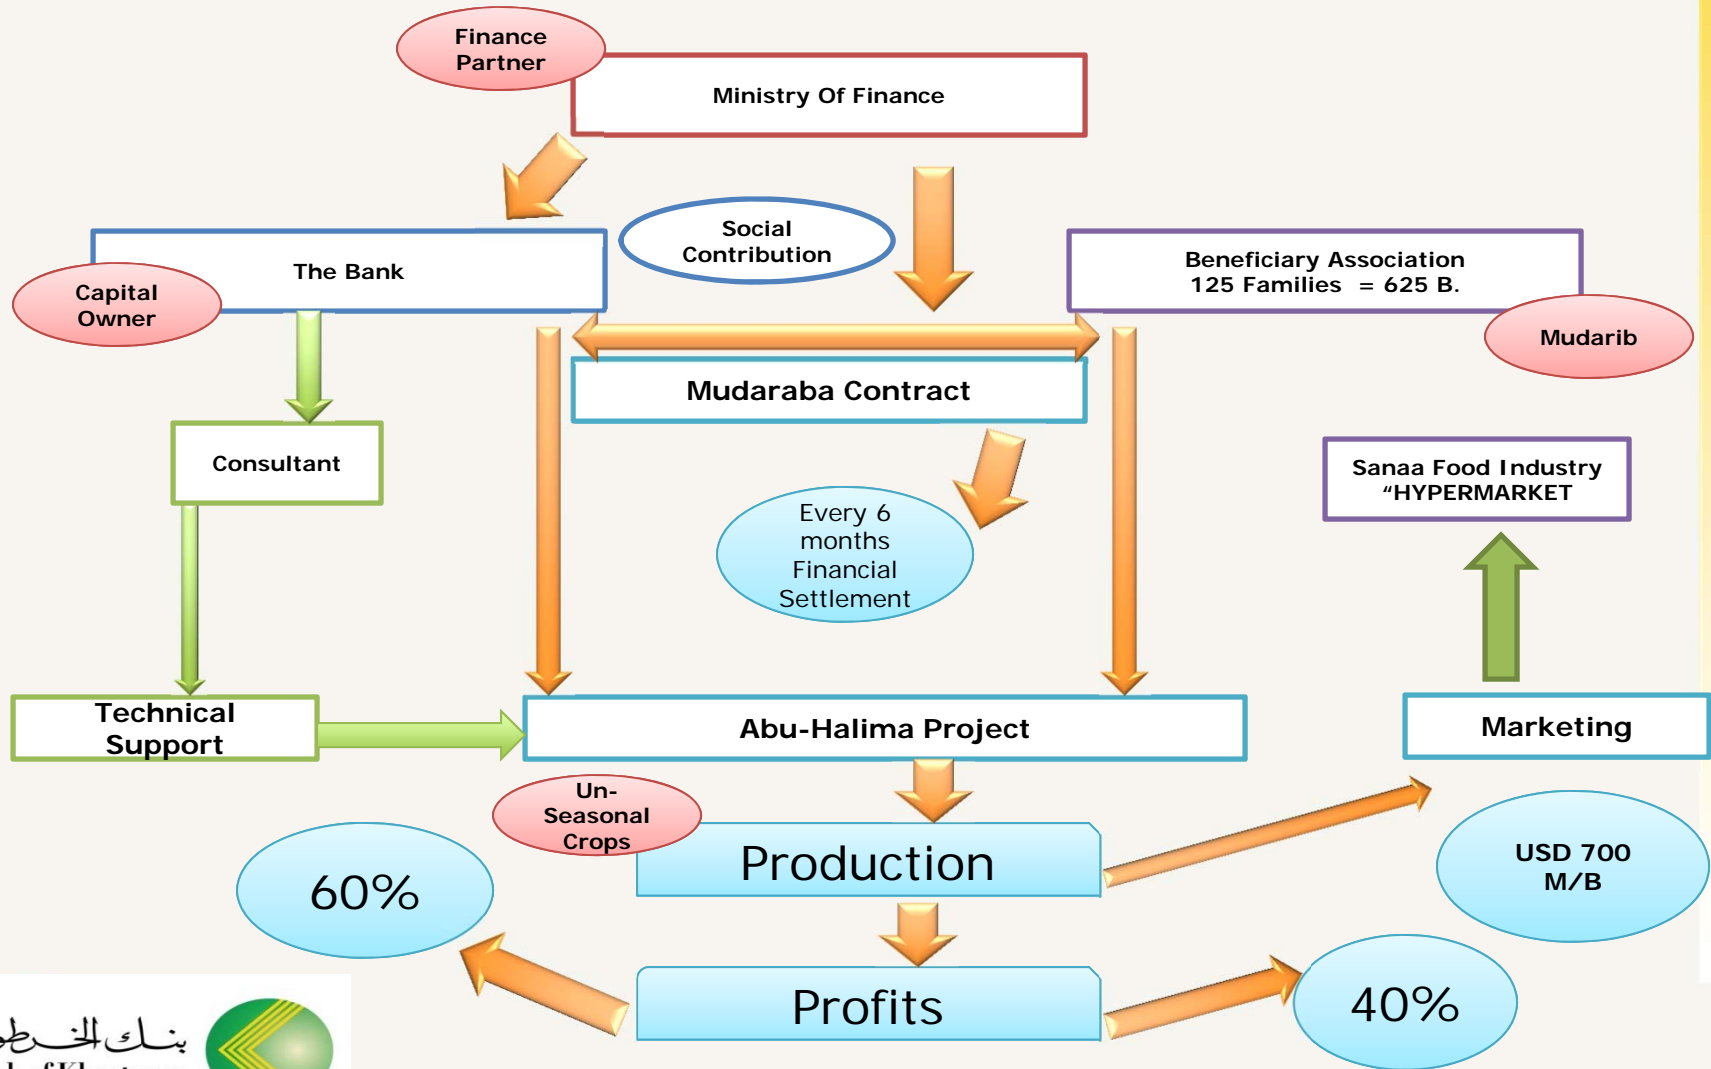 Finance
Partner
Ministry Of Finance
Social
Contribution
The Bank
Capital
Owner
Beneficiary Association
125 Families = 625 B.
Mudarib
Mudaraba Contract
Consultant
Every 6
months
Financial
Settlement
Sanaa Food Industry
“HYPERMARKET
Technical
Support
Abu-Halima Project
Marketing
Un-
Seasonal
Crops
Production
USD 700
M/B
60%
Profits
40%
بنك